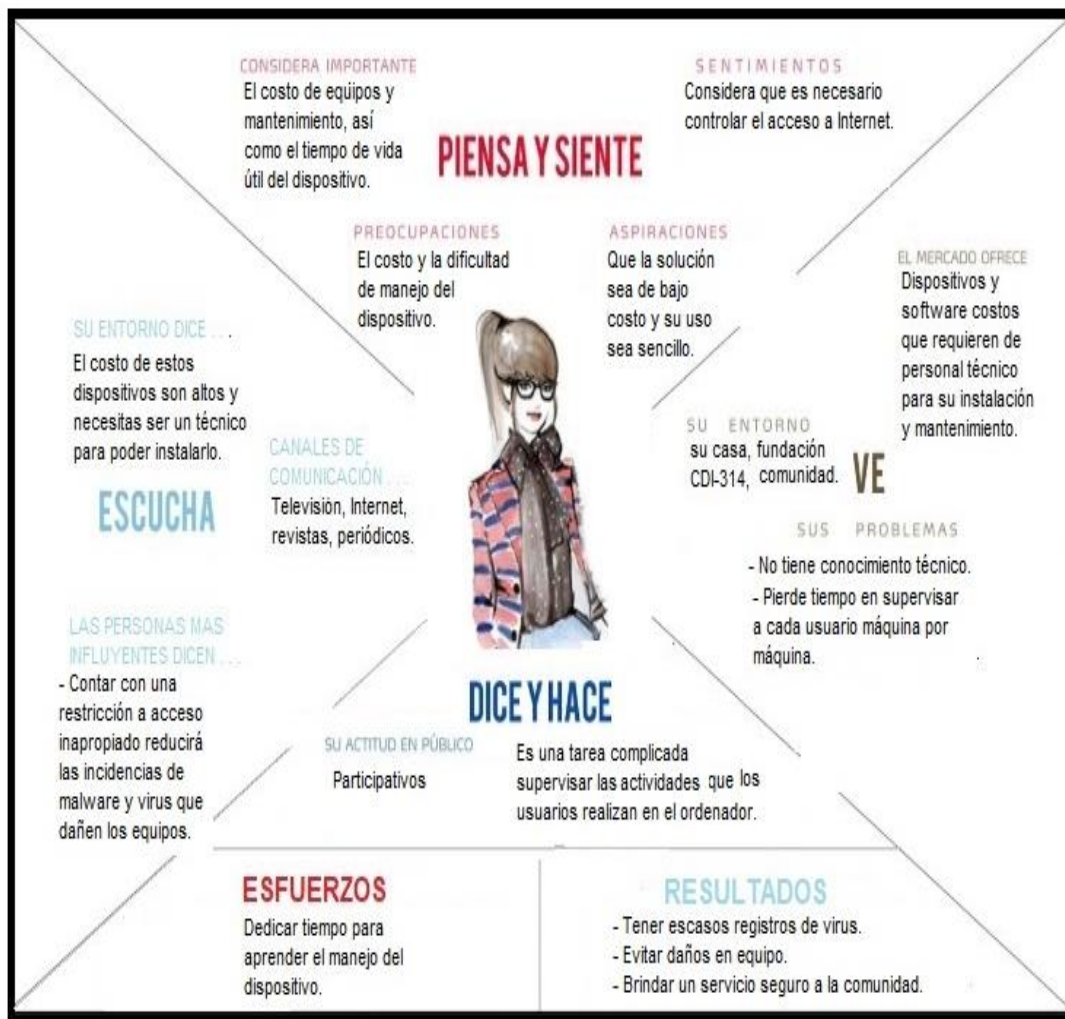 CONSIDERA IMPORTANTE
El costo de equipos y
mantenimiento, así
como el tiempo de vida
útil del dispositivo.
SENTIMIENTOS
Considera que es necesario
controlar el acceso a Internet.
PIENSA Y SIENTE
PREOCUPACIONES
El costo y la dificultad
de manejo del
dispositivo.
ASPIRACIONES
Que la solución
sea de bajo
costo y su uso
sea sencillo.
EL MERCADO OFRECE
Dispositivos y
software costos
que requieren de
personal técnico
para su instalación
y mantenimiento.
SU ENTORNO DICE . . .
El costo de estos
dispositivos son altos y
necesitas ser un técnico
para poder instalarlo.
CANALES DE
COMUNICACIÓN . . .
Televisión, Internet,
revistas, periódicos.
ESCUCHA
SU ENTORNO
su casa, fundación
CDI-314, comunidad.
VE
SUS PROBLEMAS
- No tiene conocimiento técnico.
- Pierde tiempo en supervisar
a cada usuario máquina por
máquina.
LAS PERSONAS MAS
INFLUYENTES DICEN . . .
- Contar con una
restricción a acceso
inapropiado reducirá
las incidencias de
malware y virus que
dañen los equipos.
DICE Y HACE
SU ACTITUD EN PÚBLICO
Participativos
Es una tarea complicada
supervisar las actividades que los
usuarios realizan en el ordenador.
ESFUERZOS
Dedicar tiempo para
aprender el manejo del
dispositivo.
RESULTADOS
- Tener escasos registros de virus.
- Evitar daños en equipo.
- Brindar un servicio seguro a la comunidad.